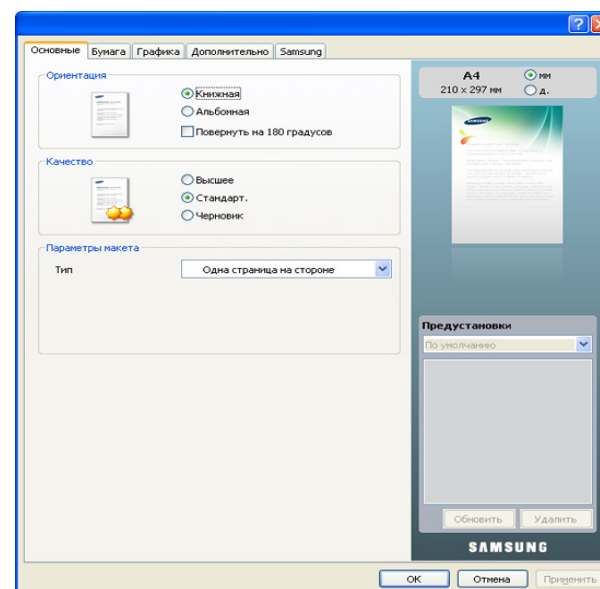 Основные Бумага Графика Дополнительно Samsung
Ориентация
Книжная
Альбомная
Повернуть на 180 градусов
Качество
Высшее
Стандарт.
Черновик
Параметры макета
Тип Одна страница на стороне
A4 мм
210 x 297 мм д.
SAMSUNG
Предустановки
По умолчанию
Обновить Удалить
SAMSUNG
OK Отмена Применить